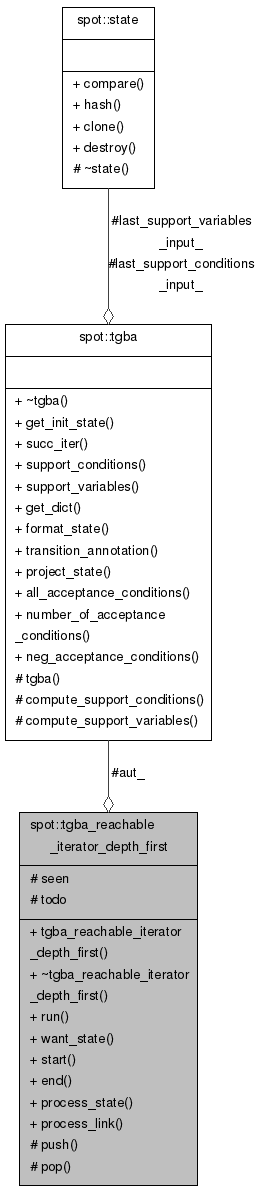 spot::state
+ compare()
+ hash()
+ clone()
+ destroy()
# ~state()
#last_support_variables
_input_
#last_support_conditions
_input_
spot::tgba
+ ~tgba()
+ get_init_state()
+ succ_iter()
+ support_conditions()
+ support_variables()
+ get_dict()
+ format_state()
+ transition_annotation()
+ project_state()
+ all_acceptance_conditions()
+ number_of_acceptance
_conditions()
+ neg_acceptance_conditions()
# tgba()
# compute_support_conditions()
# compute_support_variables()
#aut_
spot::tgba_reachable
_iterator_depth_first
# seen
# todo
+ tgba_reachable_iterator
_depth_first()
+ ~tgba_reachable_iterator
_depth_first()
+ run()
+ want_state()
+ start()
+ end()
+ process_state()
+ process_link()
# push()
# pop()